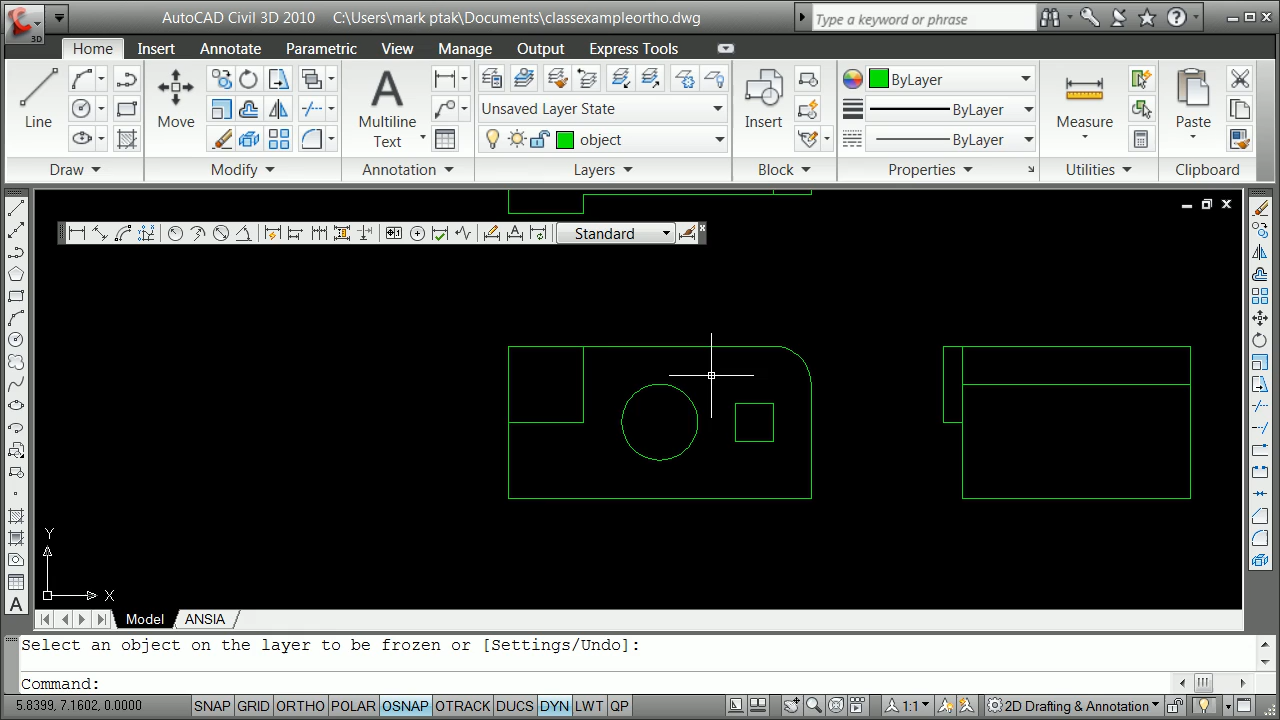 AutoCAD Civil 3D 2010 C:\Users\mark ptak\Documents\classexampleortho.dwg
Type a keyword or phrase
3D
Home Insert Annotate Parametric View Manage Output Express Tools
Line
Move
Multiline
Text
Unsaved Layer State
object
Insert
ByLayer
ByLayer
ByLayer
Measure
Paste
Draw Modify Annotation Layers Block Properties Utilities Clipboard
Standard
Y
X
A
Model ANSIA
Select an object on the layer to be frozen or [Settings/Undo]:
Command:
5.8399, 7.1602, 0.0000 SNAP GRID ORTHO POLAR OSNAP OTRACK DUCS DYN LWT QP 1:1 2D Drafting & Annotation